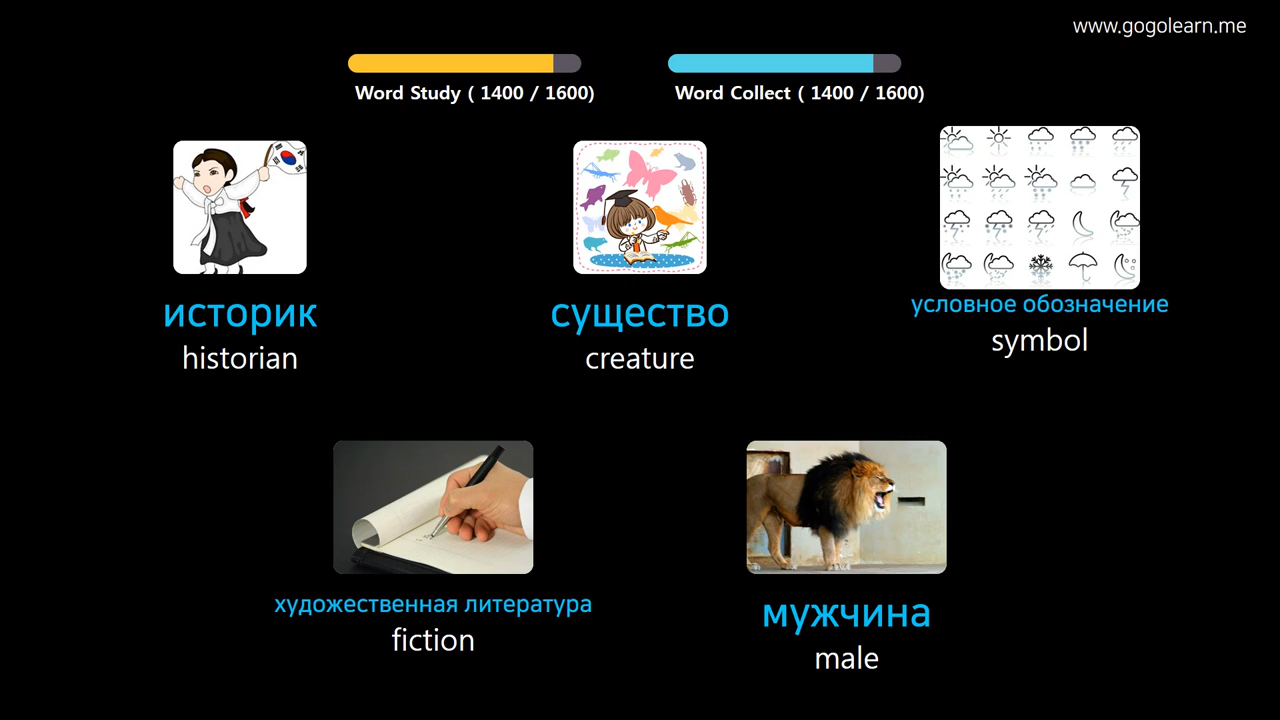 www.gogolearn.me
Word Study ( 1400 / 1600)
Word Collect ( 1400 / 1600)
историк
historian
существо
creature
условное обозначение
symbol
художественная литература
fiction
мужчина
male